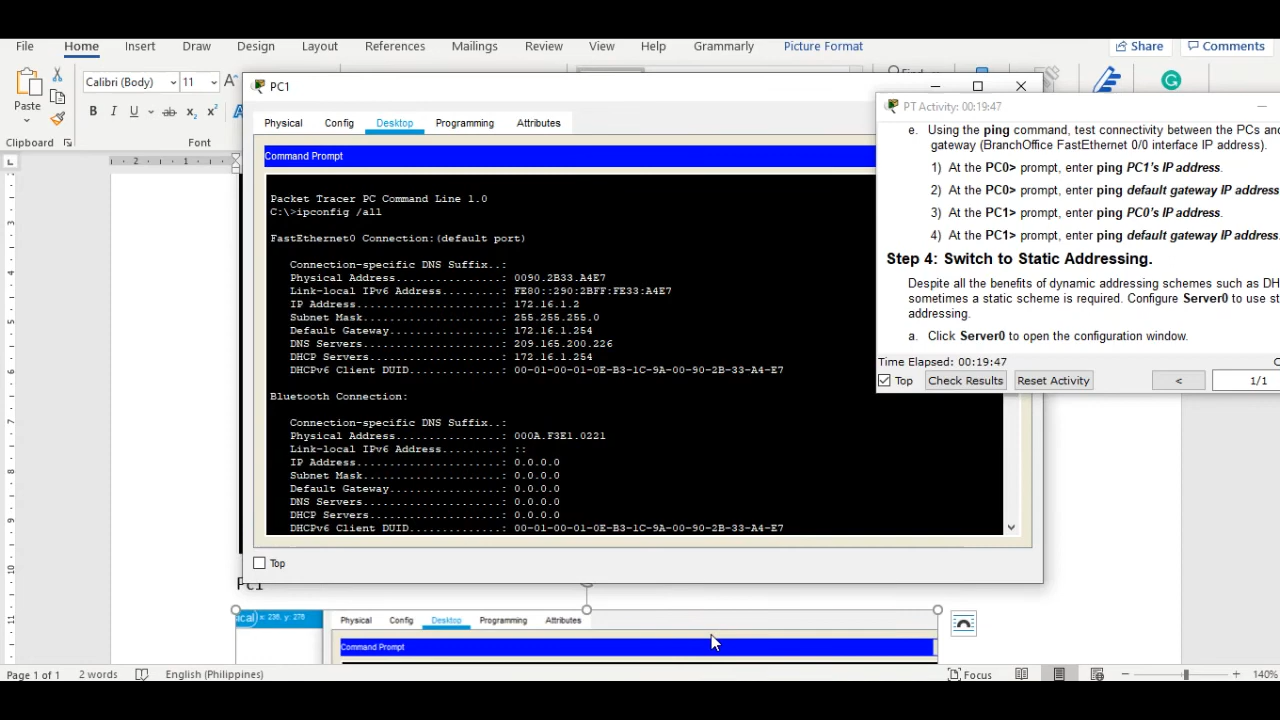 File Home Insert Draw Design Layout References Mailings Review View Help Grammarly Picture Format Share Comments
Calibri (Body) 11
Paste
B I U ab x₂ x²
Clipboard Font
PC1
Physical Config Desktop Programming Attributes
Command Prompt
Packet Tracer PC Command Line 1.0
C:\>ipconfig /all
FastEthernet0 Connection:(default port)
Connection-specific DNS Suffix..:
Physical Address................: 0090.2B33.A4E7
Link-local IPv6 Address.........: FE80::290:2BFF:FE33:A4E7
IP Address......................: 172.16.1.2
Subnet Mask.....................: 255.255.255.0
Default Gateway.................: 172.16.1.254
DNS Servers.....................: 209.165.200.226
DHCP Servers....................: 172.16.1.254
DHCPv6 Client DUID..............: 00-01-00-01-0E-B3-1C-9A-00-90-2B-33-A4-E7
Bluetooth Connection:
Connection-specific DNS Suffix..:
Physical Address................: 000A.F3E1.0221
Link-local IPv6 Address.........: ::
IP Address......................: 0.0.0.0
Subnet Mask.....................: 0.0.0.0
Default Gateway.................: 0.0.0.0
DNS Servers.....................: 0.0.0.0
DHCP Servers....................: 0.0.0.0
DHCPv6 Client DUID..............: 00-01-00-01-0E-B3-1C-9A-00-90-2B-33-A4-E7
Top
PT Activity: 00:19:47
e. Using the ping command, test connectivity between the PCs and
gateway (BranchOffice FastEthernet 0/0 interface IP address).
1) At the PC0> prompt, enter ping PC1's IP address.
2) At the PC0> prompt, enter ping default gateway IP address
3) At the PC1> prompt, enter ping PC0's IP address.
4) At the PC1> prompt, enter ping default gateway IP address.
Step 4: Switch to Static Addressing.
Despite all the benefits of dynamic addressing schemes such as DH
sometimes a static scheme is required. Configure Server0 to use st
addressing.
a. Click Server0 to open the configuration window.
Time Elapsed: 00:19:47
Top Check Results Reset Activity < 1/1
Pc1
ical) x: 238, y: 278 Physical Config Desktop Programming Attributes
Command Prompt
Page 1 of 1 2 words English (Philippines) Focus 140%